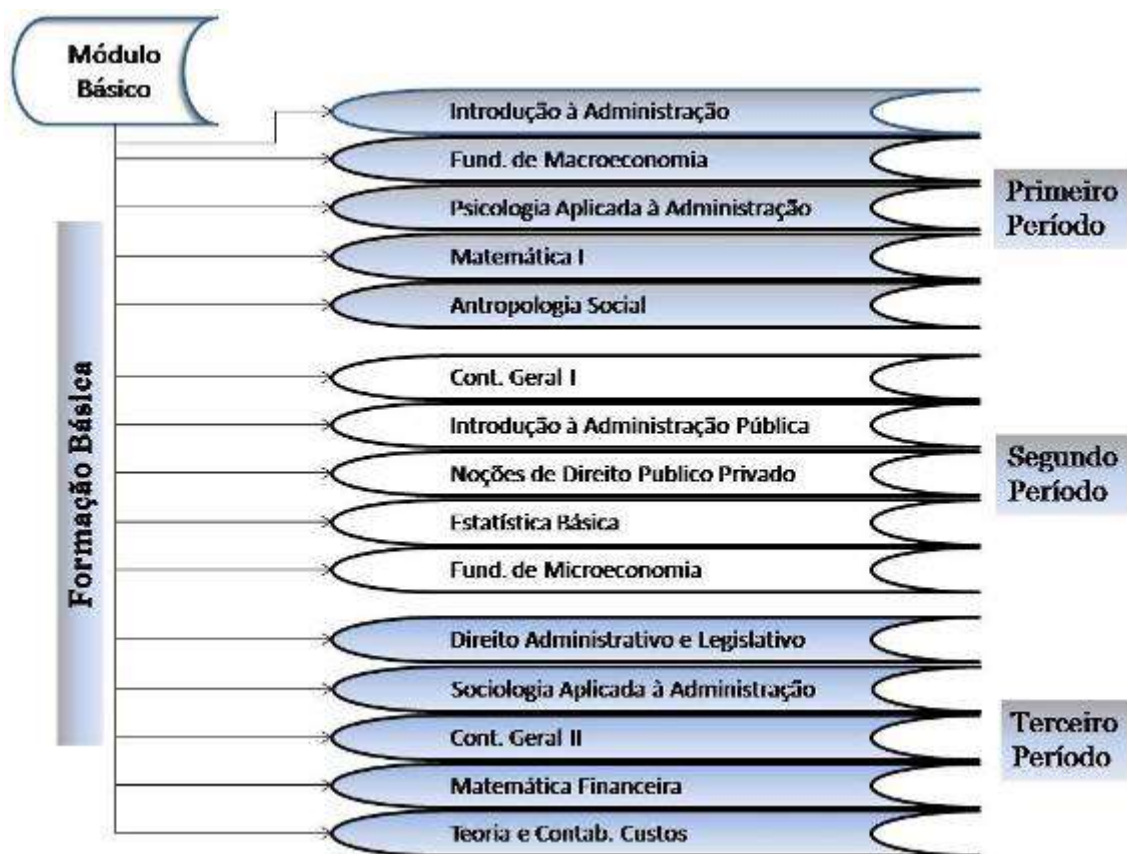 Módulo
Básico
Introdução à Administração
Fund. de Macroeconomia
Psicologia Aplicada à Administração
Matemática I
Antropologia Social
Primeiro
Período
Formação Básica
Cont. Geral I
Introdução à Administração Pública
Noções de Direito Publico Privado
Estatística Básica
Fund. de Microeconomia
Segundo
Período
Direito Administrativo e Legislativo
Sociologia Aplicada à Administração
Cont. Geral II
Matemática Financeira
Teoria e Contab. Custos
Terceiro
Período